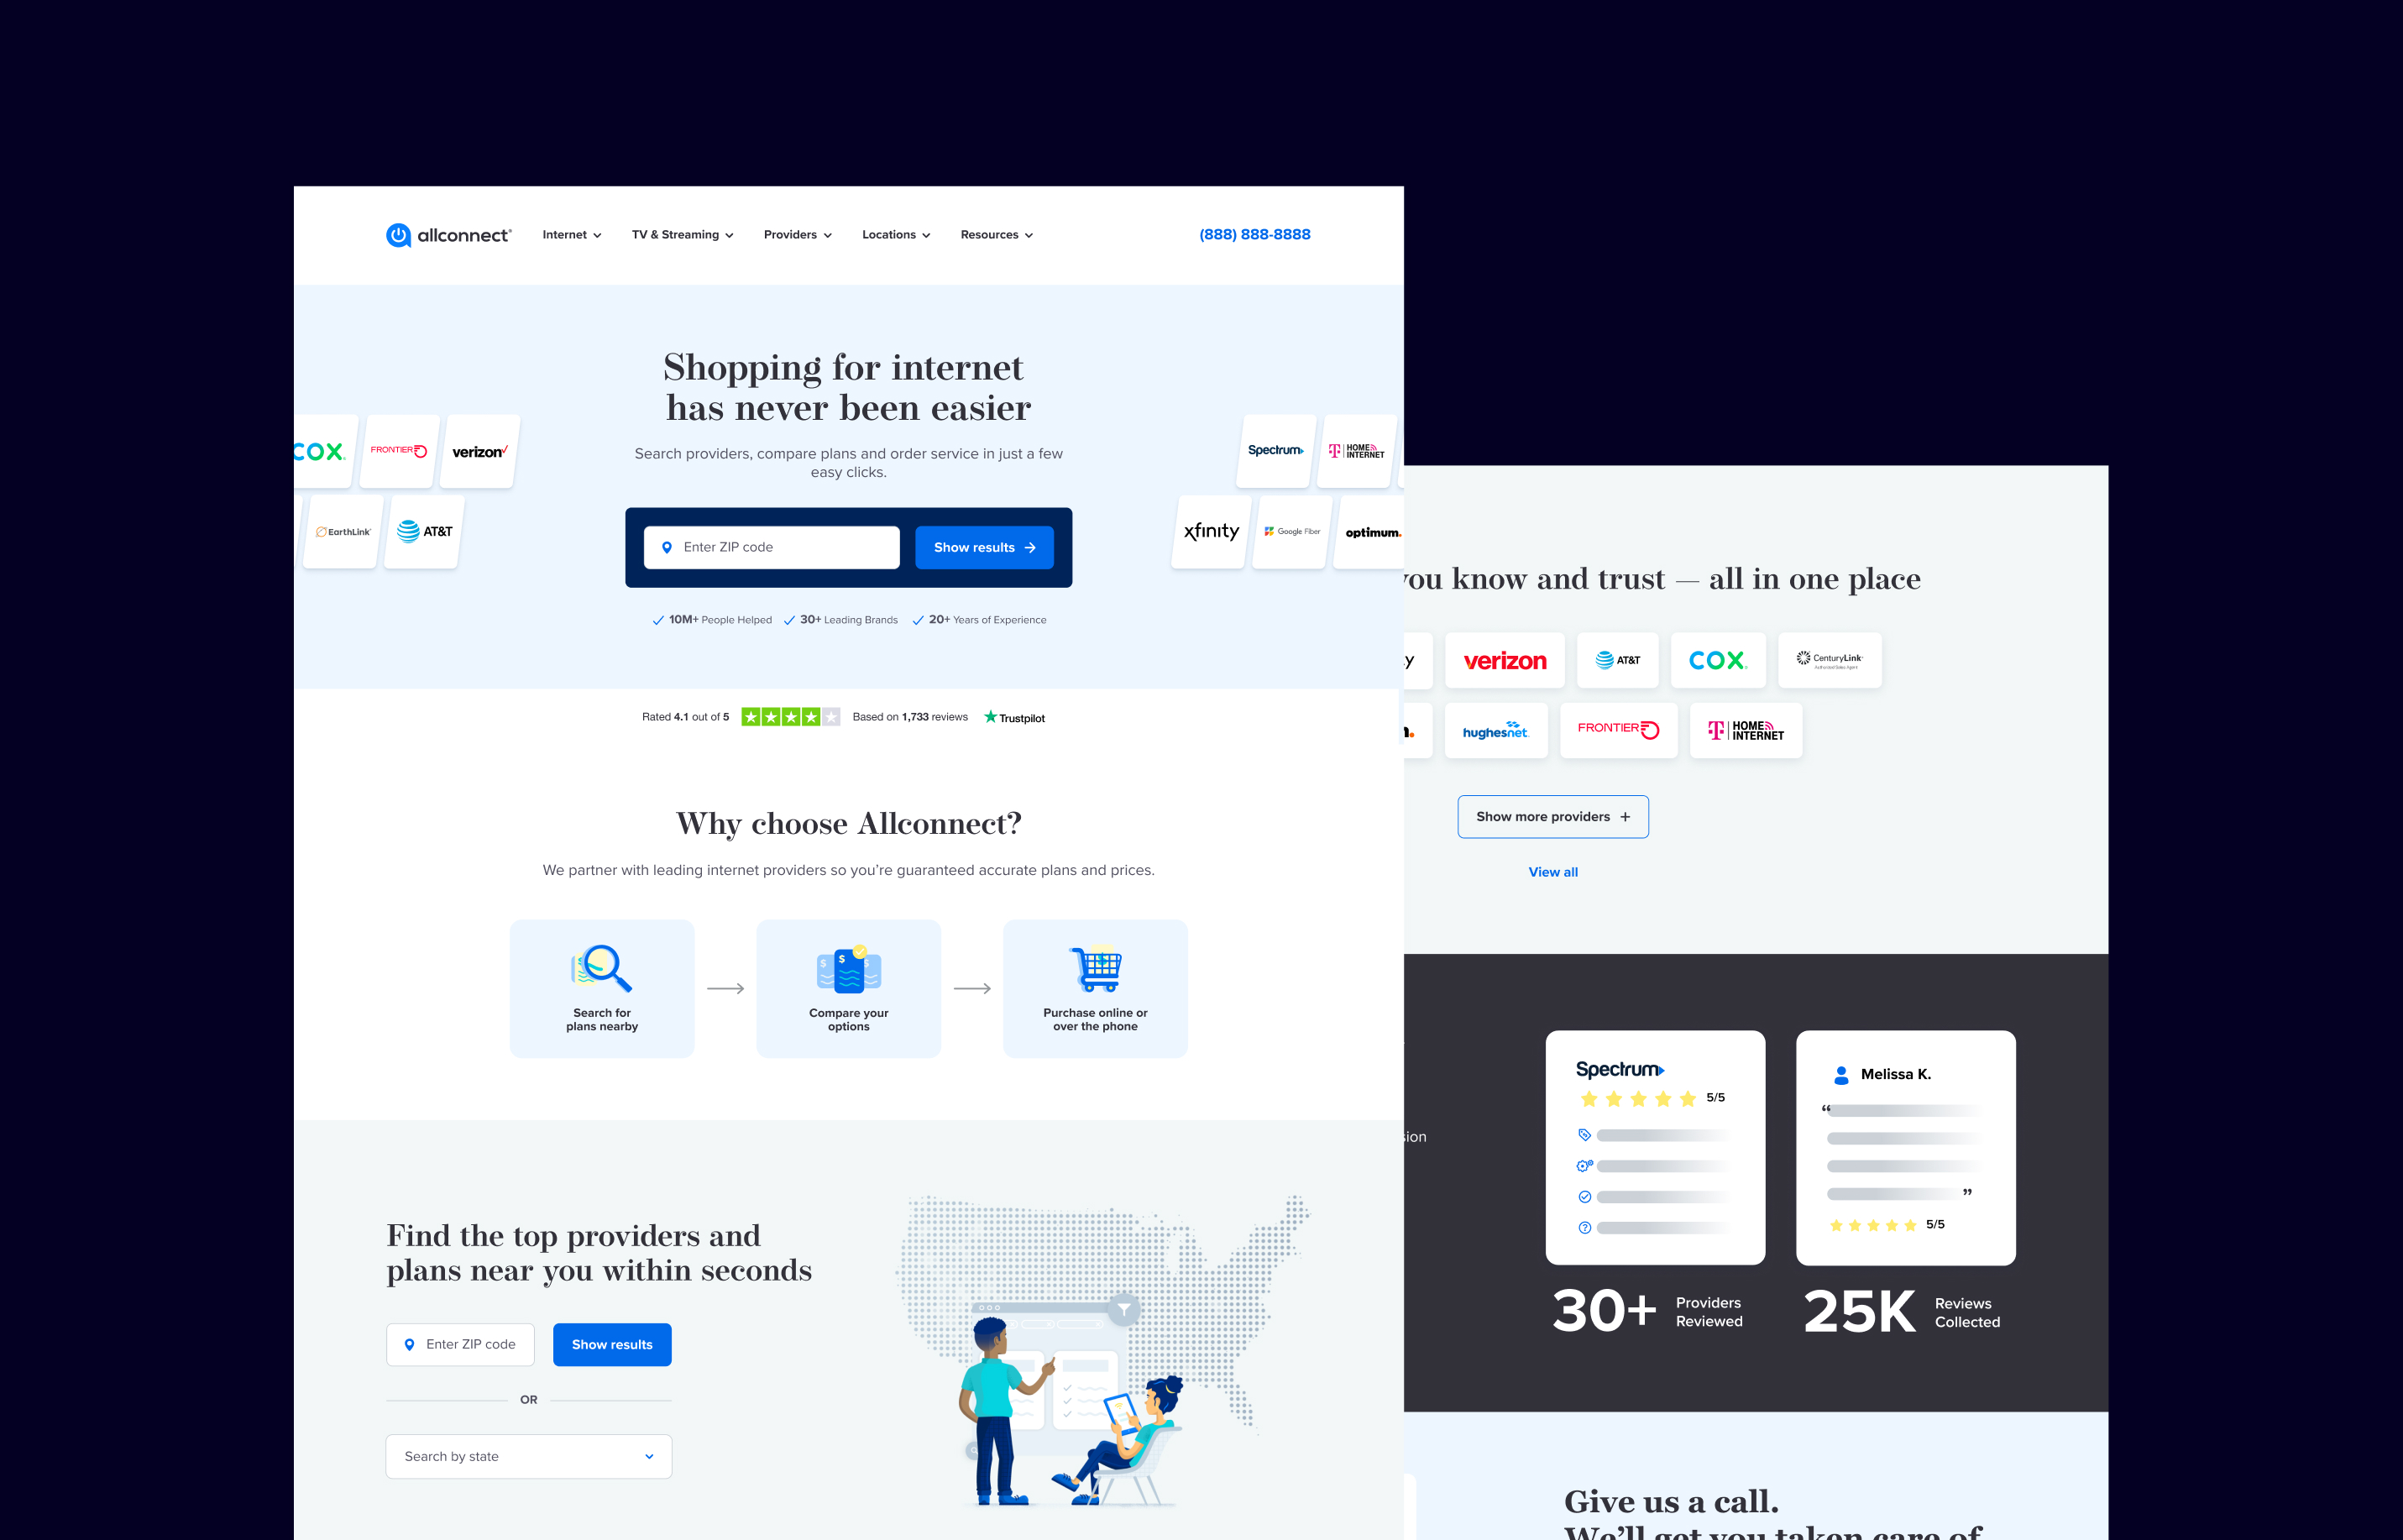 allconnect®
Internet
TV & Streaming
Providers
Locations
Resources
(888) 888-8888
Shopping for internet
has never been easier
Search providers, compare plans and order service in just a few
easy clicks.
COX
FRONTIER
verizon
EarthLink
AT&T
Spectrum
T HOME
INTERNET
xfinity
Google Fiber
optimum.
Enter ZIP code
Show results
10M+ People Helped
30+ Leading Brands
20+ Years of Experience
Rated 4.1 out of 5
Based on 1,733 reviews
Trustpilot
Why choose Allconnect?
We partner with leading internet providers so you're guaranteed accurate plans and prices.
Search for
plans nearby
Compare your
options
Purchase online or
over the phone
Find the top providers and
plans near you within seconds
Enter ZIP code
Show results
OR
Search by state
you know and trust — all in one place
y
verizon
AT&T
COX
CenturyLink
Authorized Sales Agent
hughesnet
FRONTIER
T HOME
INTERNET
Show more providers +
View all
sion
Spectrum
5/5
Melissa K.
“
”
5/5
30+ Providers
Reviewed
25K Reviews
Collected
Give us a call.
We'll get you taken care of